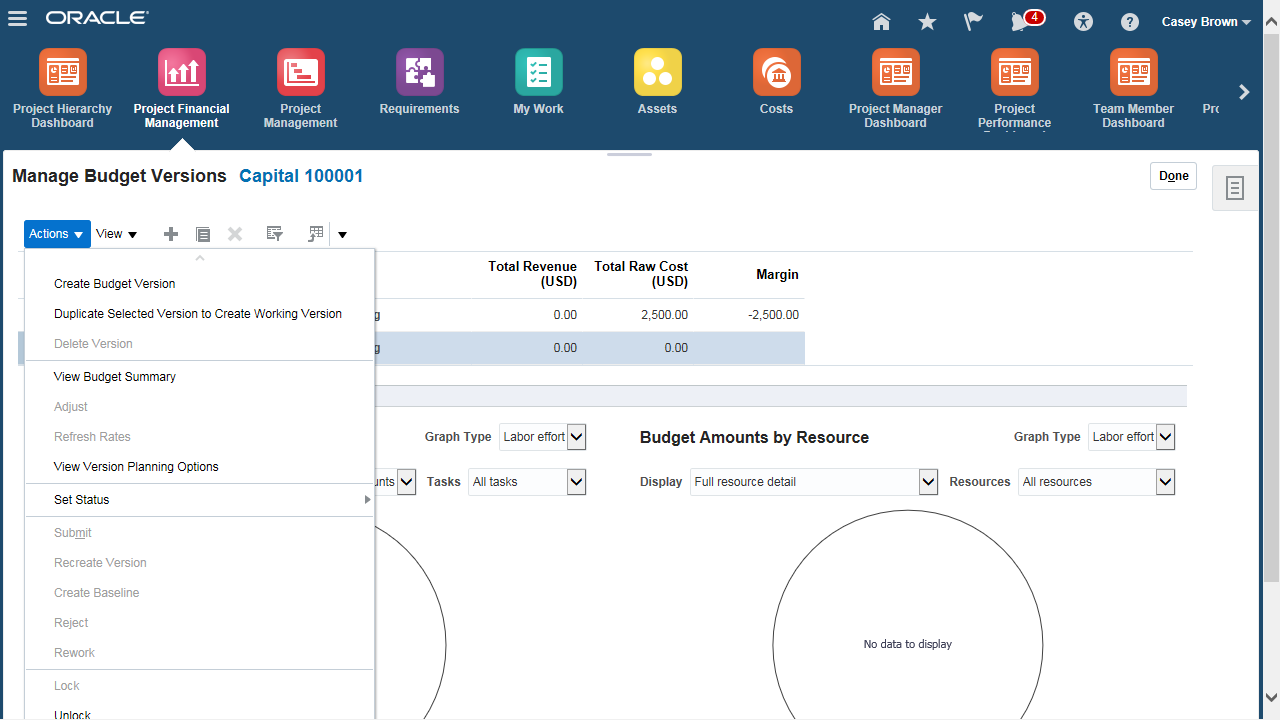 ORACLE
4
Casey Brown
Project Hierarchy
Dashboard
Project Financial
Management
Project
Management
Requirements
My Work
Assets
Costs
Project Manager
Dashboard
Project
Performance
Team Member
Dashboard
Manage Budget Versions Capital 100001
Done
Actions View
Total Revenue
(USD)
Total Raw Cost
(USD)
Margin
g 0.00 2,500.00 -2,500.00
g 0.00 0.00
Create Budget Version
Duplicate Selected Version to Create Working Version
Delete Version
View Budget Summary
Adjust
Refresh Rates
View Version Planning Options
Set Status
Submit
Recreate Version
Create Baseline
Reject
Rework
Lock
Unlock
Graph Type Labor effort
unts Tasks All tasks
Budget Amounts by Resource Graph Type Labor effort
Display Full resource detail Resources All resources
No data to display